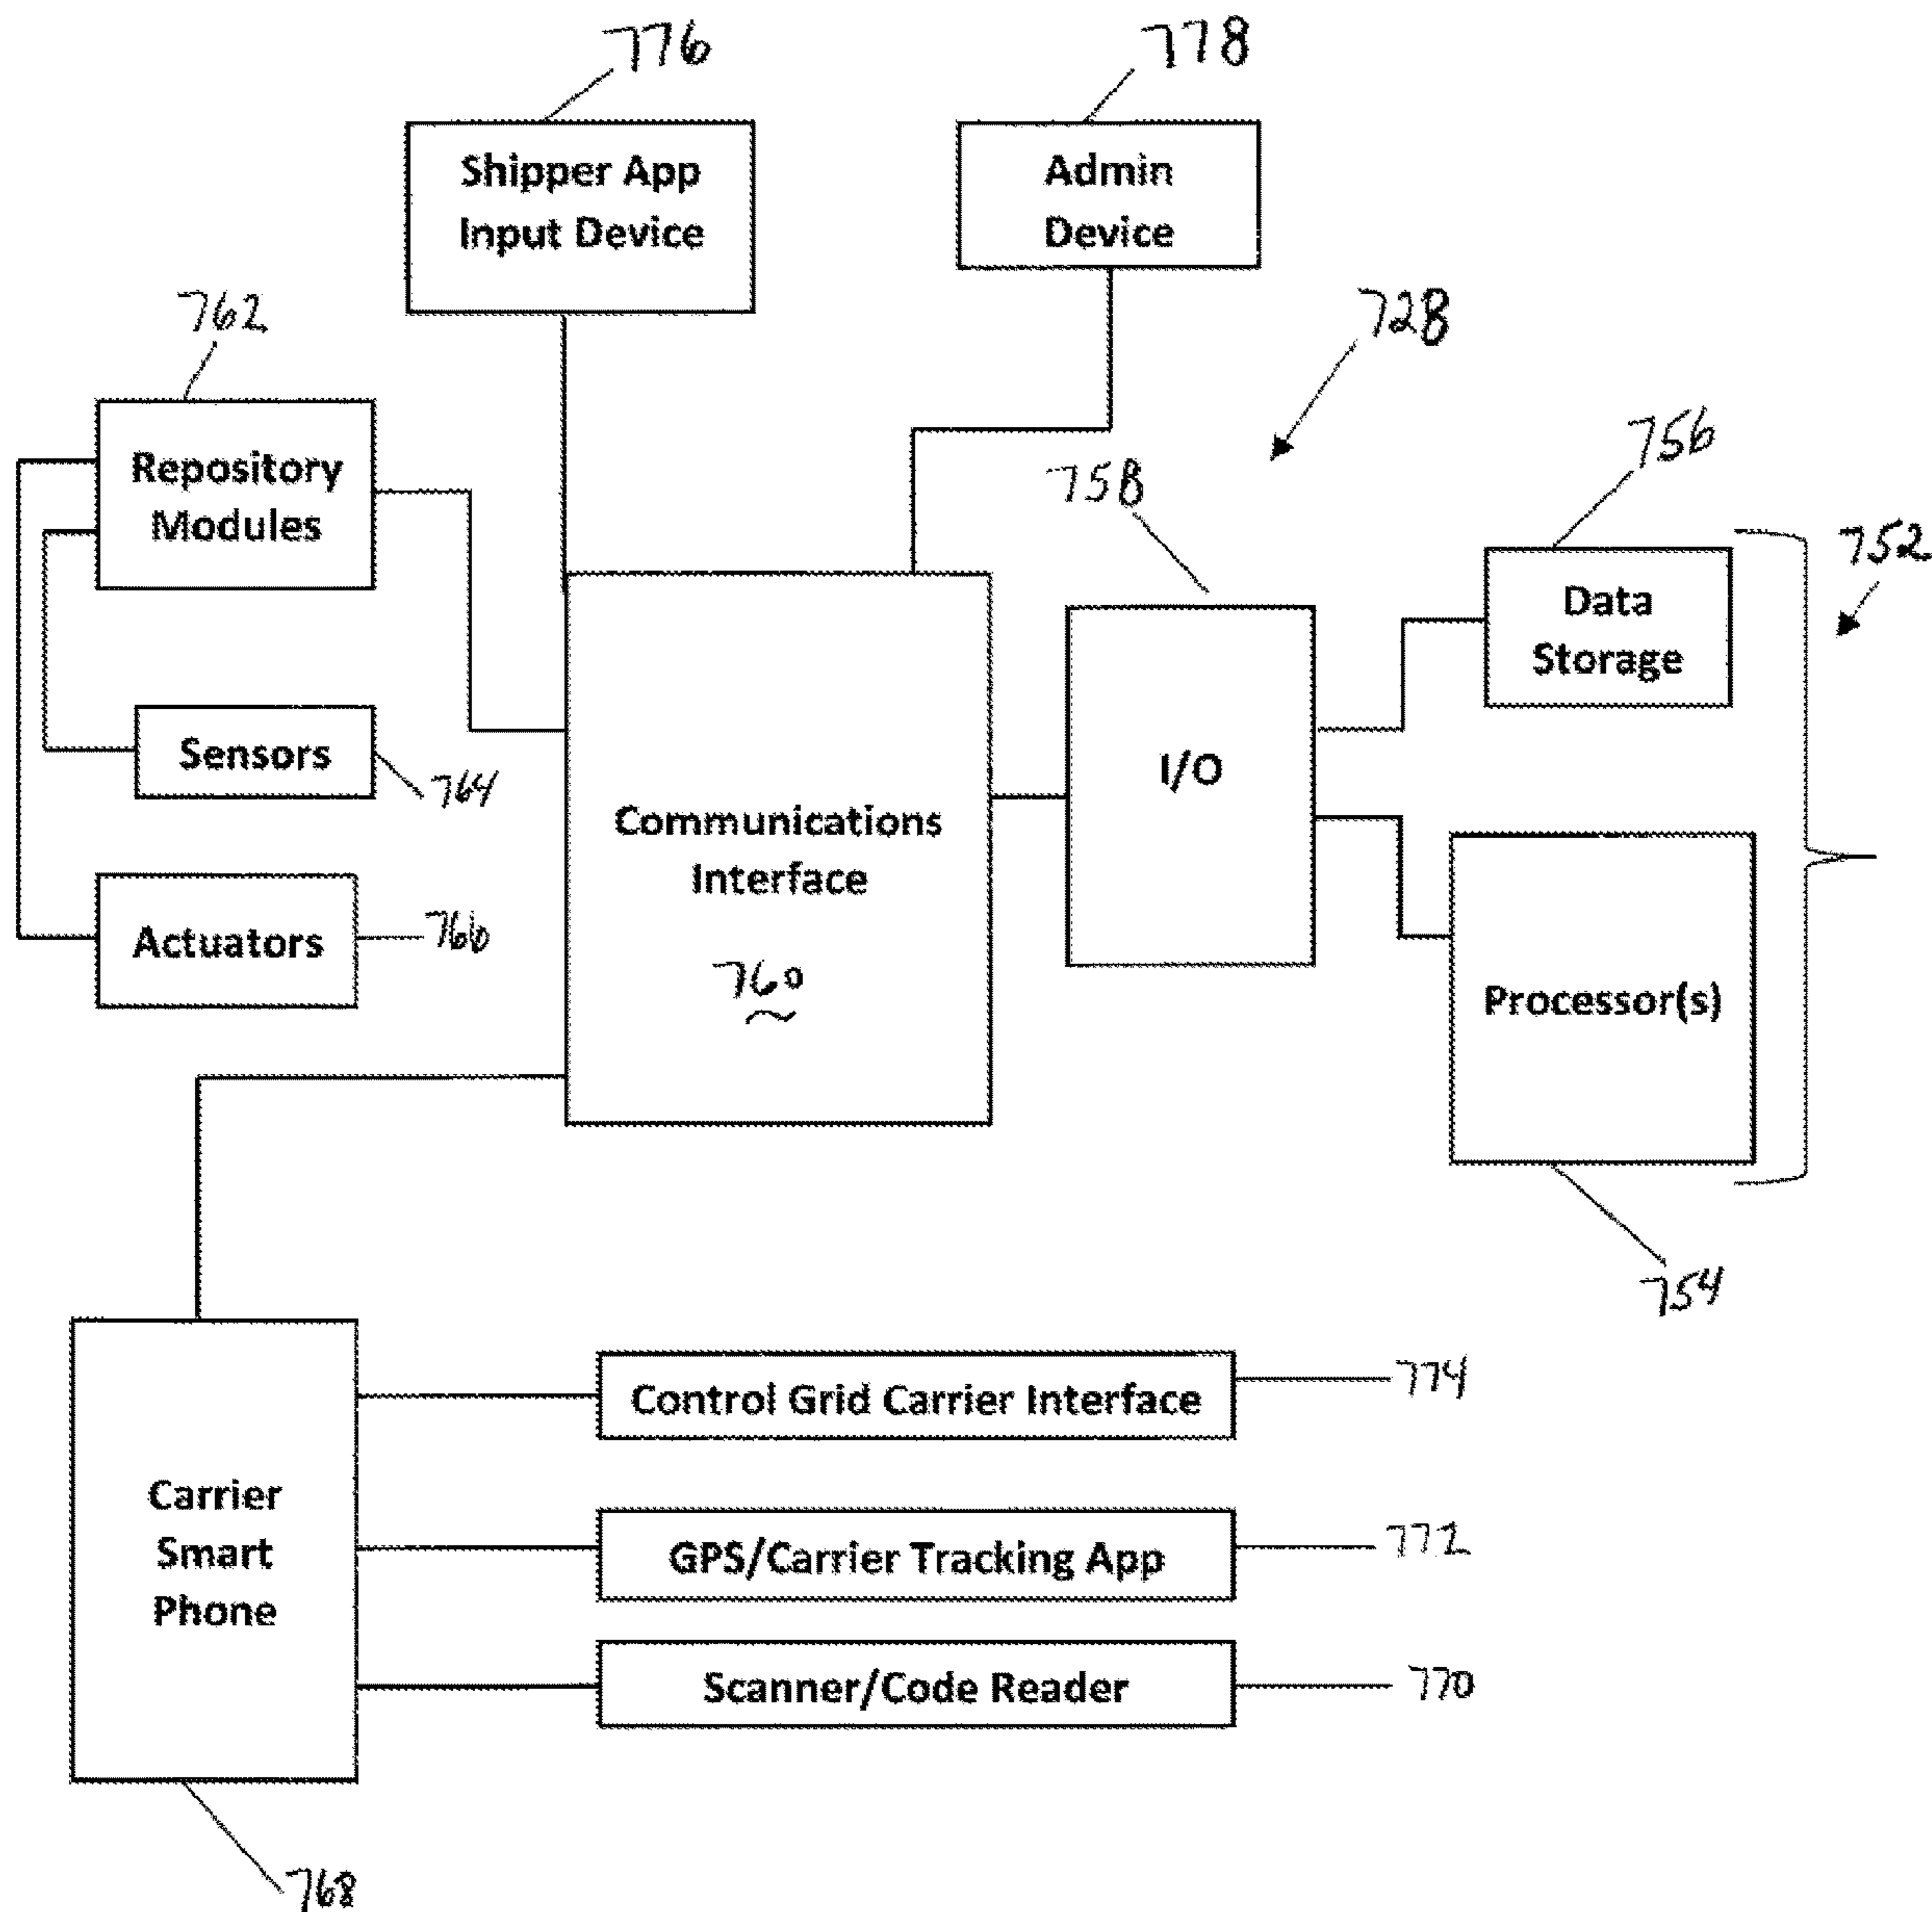 776
778
Shipper App
Input Device
Admin
Device
762
728
756
758
752
Repository
Modules
Data
Storage
Sensors
764
I/O
Communications
Interface
760
Actuators
766
Processor(s)
754
Control Grid Carrier Interface
774
Carrier
Smart
Phone
GPS/Carrier Tracking App
772
Scanner/Code Reader
770
768